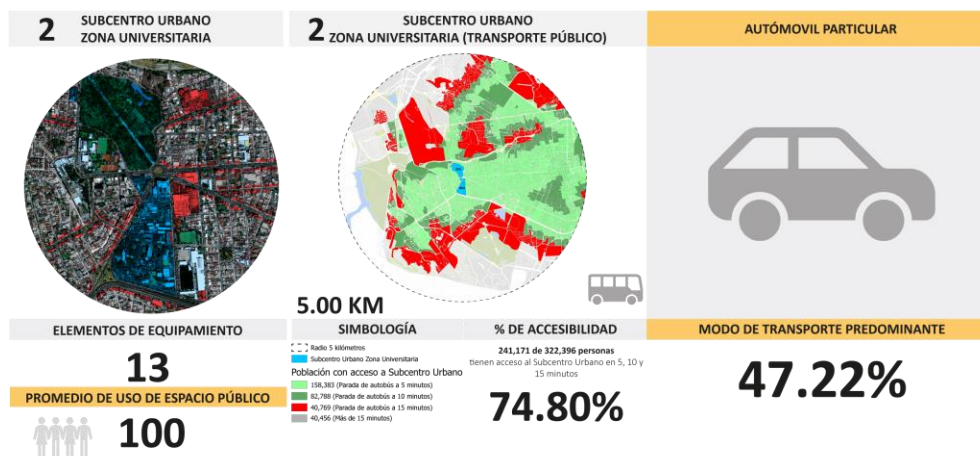 2
SUBCENTRO URBANO
ZONA UNIVERSITARIA
ELEMENTOS DE EQUIPAMIENTO
13
PROMEDIO DE USO DE ESPACIO PÚBLICO
100
2
SUBCENTRO URBANO
ZONA UNIVERSITARIA (TRANSPORTE PÚBLICO)
5.00 KM
SIMBOLOGÍA
Radio 5 kilómetros
Subcentro Urbano Zona Universitaria
Población con acceso a Subcentro Urbano
158,383 (Parada de autobús a 5 minutos)
82,788 (Parada de autobús a 10 minutos)
40,769 (Parada de autobús a 15 minutos)
40,456 (Más de 15 minutos)
% DE ACCESIBILIDAD
241,171 de 322,396 personas
tienen acceso al Subcentro Urbano en 5, 10 y
15 minutos
74.80%
AUTÓMOVIL PARTICULAR
MODO DE TRANSPORTE PREDOMINANTE
47.22%